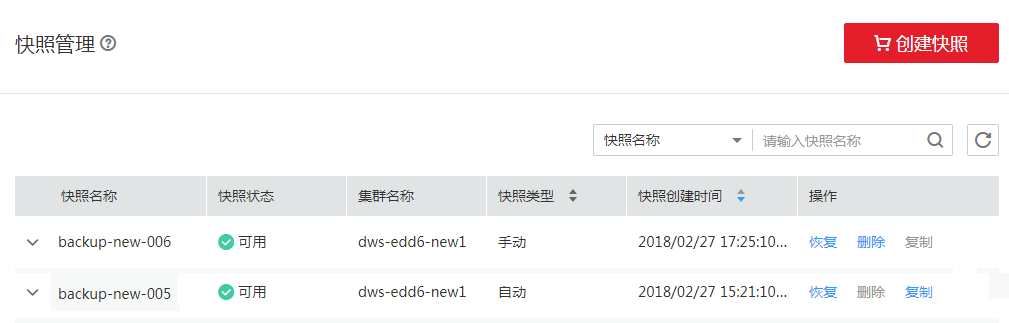 快照管理
创建快照
快照名称 请输入快照名称
快照名称 快照状态 集群名称 快照类型 快照创建时间 操作
backup-new-006 可用 dws-edd6-new1 手动 2018/02/27 17:25:10... 恢复 删除 复制
backup-new-005 可用 dws-edd6-new1 自动 2018/02/27 15:21:10... 恢复 删除 复制